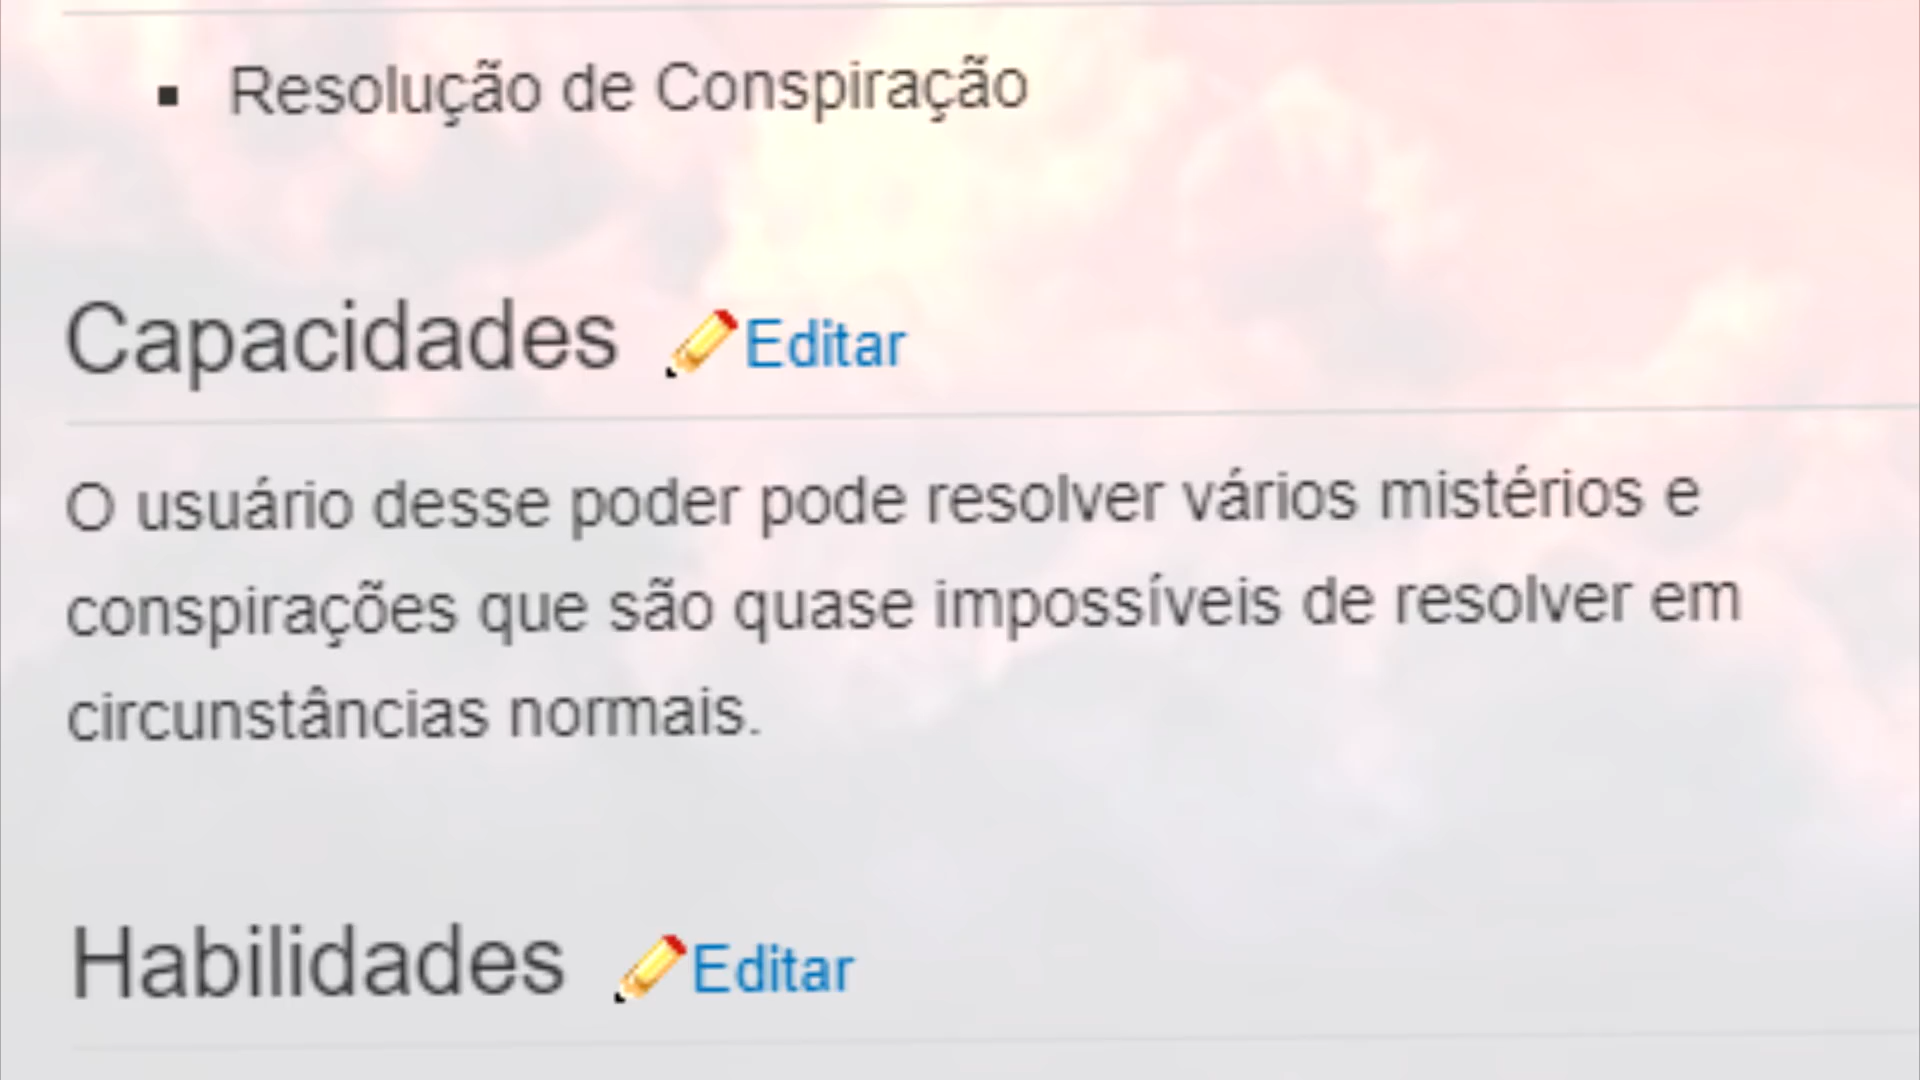 Resolução de Conspiração
Capacidades Editar
O usuário desse poder pode resolver vários mistérios e
conspirações que são quase impossíveis de resolver em
circunstâncias normais.
Habilidades Editar